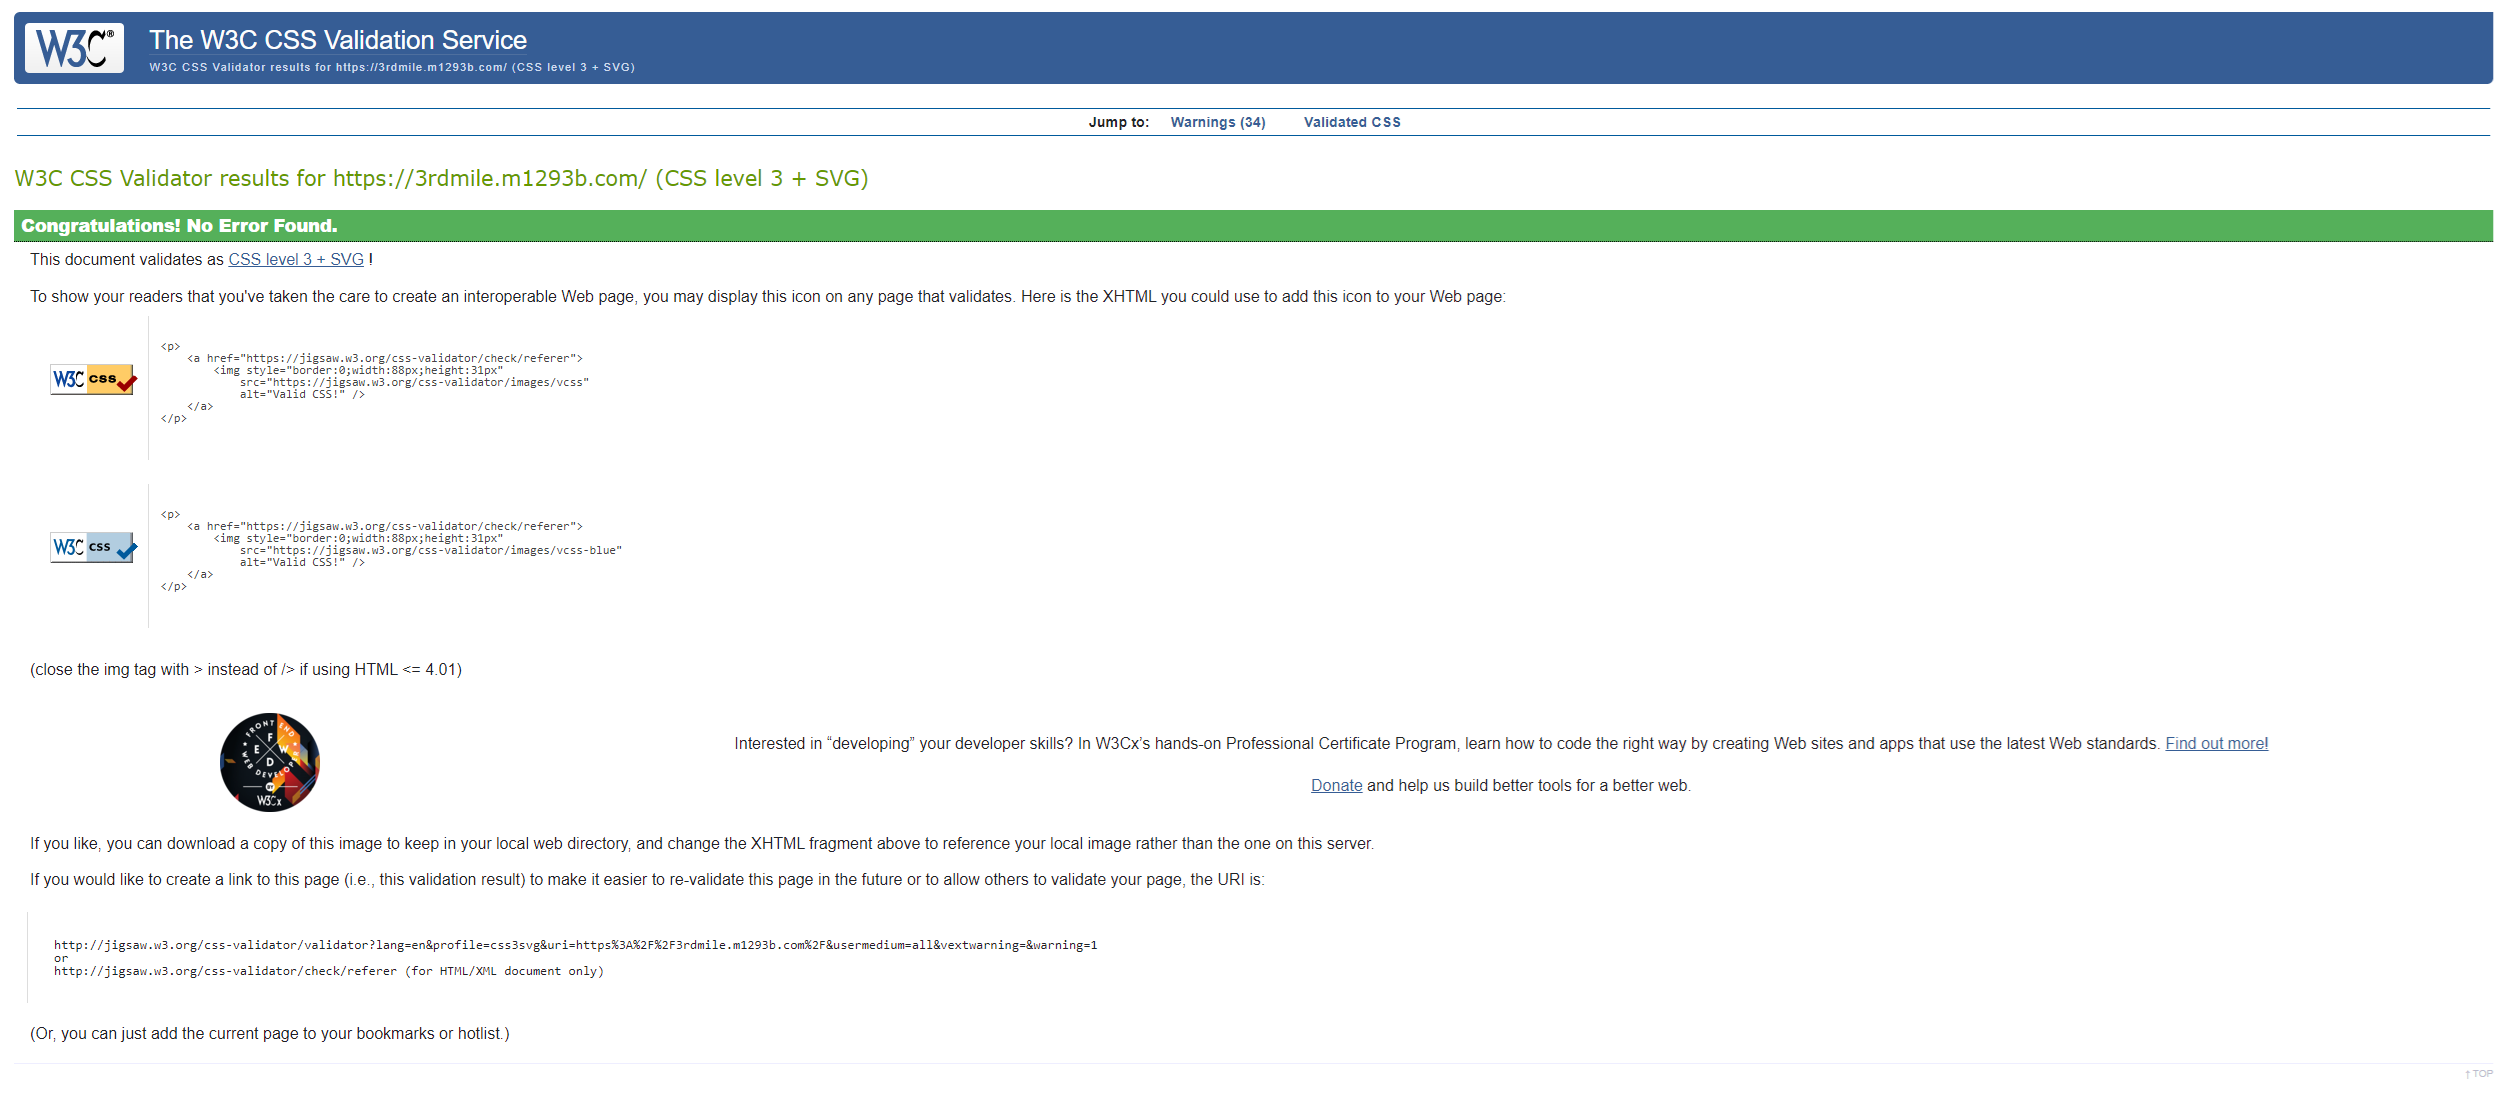 W3C®
The W3C CSS Validation Service
W3C CSS Validator results for https://3rdmile.m1293b.com/ (CSS level 3 + SVG)
Jump to: Warnings (34) Validated CSS
W3C CSS Validator results for https://3rdmile.m1293b.com/ (CSS level 3 + SVG)
Congratulations! No Error Found.
This document validates as CSS level 3 + SVG !
To show your readers that you've taken the care to create an interoperable Web page, you may display this icon on any page that validates. Here is the XHTML you could use to add this icon to your Web page:
W3C css
<p>
<a href="https://jigsaw.w3.org/css-validator/check/referer">
<img style="border:0;width:88px;height:31px"
src="https://jigsaw.w3.org/css-validator/images/vcss"
alt="Valid CSS!" />
</a>
</p>
W3C css
<p>
<a href="https://jigsaw.w3.org/css-validator/check/referer">
<img style="border:0;width:88px;height:31px"
src="https://jigsaw.w3.org/css-validator/images/vcss-blue"
alt="Valid CSS!" />
</a>
</p>
(close the img tag with > instead of /> if using HTML <= 4.01)
FRONT END
F
E W
D
WEB DEVELOPER
BY
W3Cx
Interested in “developing” your developer skills? In W3Cx’s hands-on Professional Certificate Program, learn how to code the right way by creating Web sites and apps that use the latest Web standards. Find out more!
Donate and help us build better tools for a better web.
If you like, you can download a copy of this image to keep in your local web directory, and change the XHTML fragment above to reference your local image rather than the one on this server.
If you would like to create a link to this page (i.e., this validation result) to make it easier to re-validate this page in the future or to allow others to validate your page, the URI is:
http://jigsaw.w3.org/css-validator/validator?lang=en&profile=css3svg&uri=https%3A%2F%2F3rdmile.m1293b.com%2F&usermedium=all&vextwarning=&warning=1
or
http://jigsaw.w3.org/css-validator/check/referer (for HTML/XML document only)
(Or, you can just add the current page to your bookmarks or hotlist.)
↑ TOP